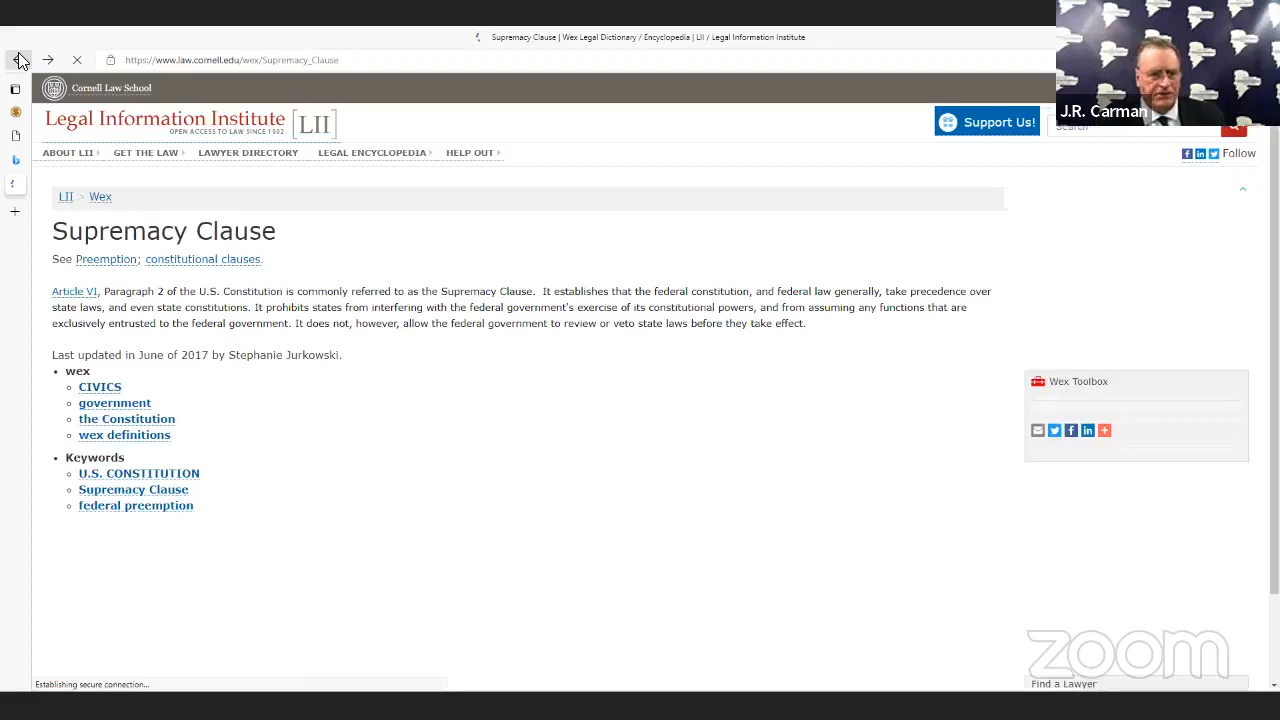 Supremacy Clause | Wex Legal Dictionary / Encyclopedia | LII / Legal Information Institute
https://www.law.cornell.edu/wex/Supremacy_Clause
J.R. Carman
Cornell Law School
Legal Information Institute [LII]
OPEN ACCESS TO LAW SINCE 1992
Support Us!
Search
ABOUT LII GET THE LAW LAWYER DIRECTORY LEGAL ENCYCLOPEDIA HELP OUT
Follow
LII > Wex
Supremacy Clause
See Preemption; constitutional clauses.
Article VI, Paragraph 2 of the U.S. Constitution is commonly referred to as the Supremacy Clause. It establishes that the federal constitution, and federal law generally, take precedence over
state laws, and even state constitutions. It prohibits states from interfering with the federal government's exercise of its constitutional powers, and from assuming any functions that are
exclusively entrusted to the federal government. It does not, however, allow the federal government to review or veto state laws before they take effect.
Last updated in June of 2017 by Stephanie Jurkowski.
• wex
CIVICS
government
the Constitution
wex definitions
• Keywords
U.S. CONSTITUTION
Supremacy Clause
federal preemption
Wex Toolbox
zoom
Find a Lawyer
Establishing secure connection...